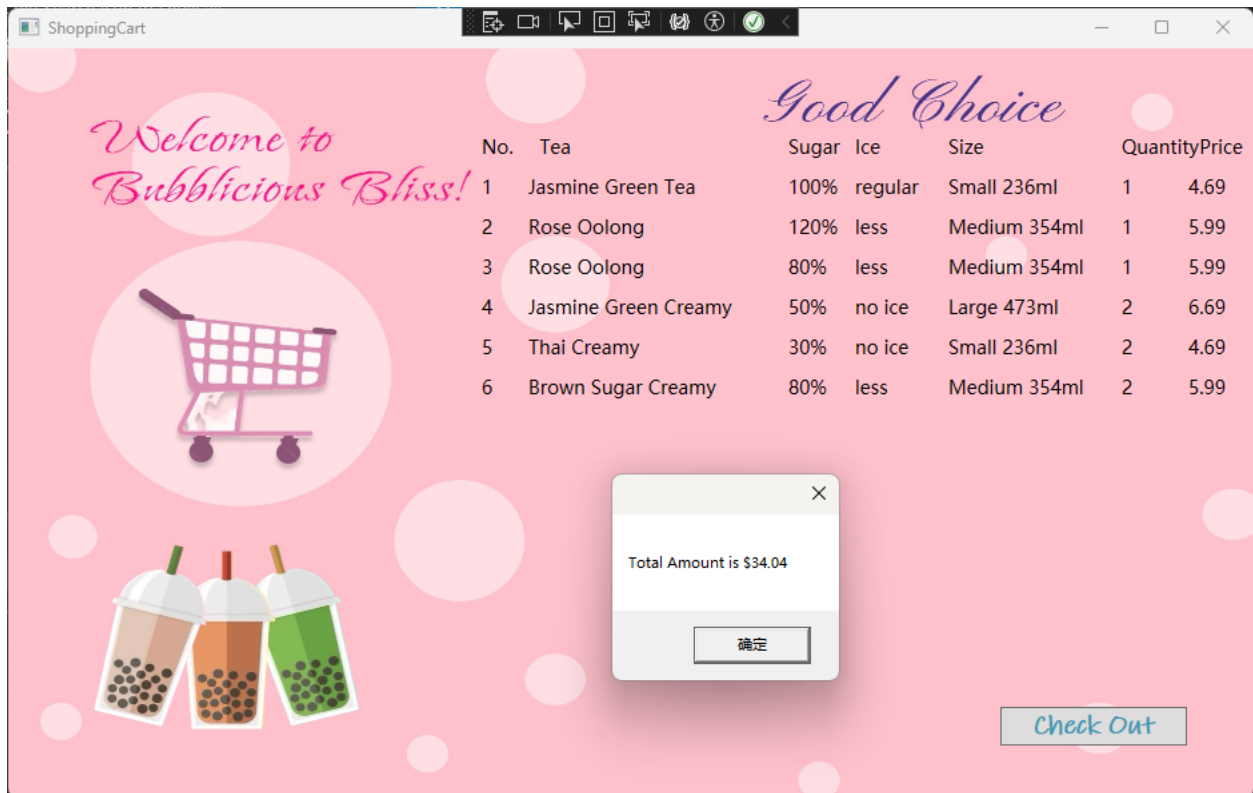 ShoppingCart
Good Choice
Welcome to
Bubblicious Bliss!
No. Tea Sugar Ice Size Quantity Price
1 Jasmine Green Tea 100% regular Small 236ml 1 4.69
2 Rose Oolong 120% less Medium 354ml 1 5.99
3 Rose Oolong 80% less Medium 354ml 1 5.99
4 Jasmine Green Creamy 50% no ice Large 473ml 2 6.69
5 Thai Creamy 30% no ice Small 236ml 2 4.69
6 Brown Sugar Creamy 80% less Medium 354ml 2 5.99
Total Amount is $34.04
确定
Check Out